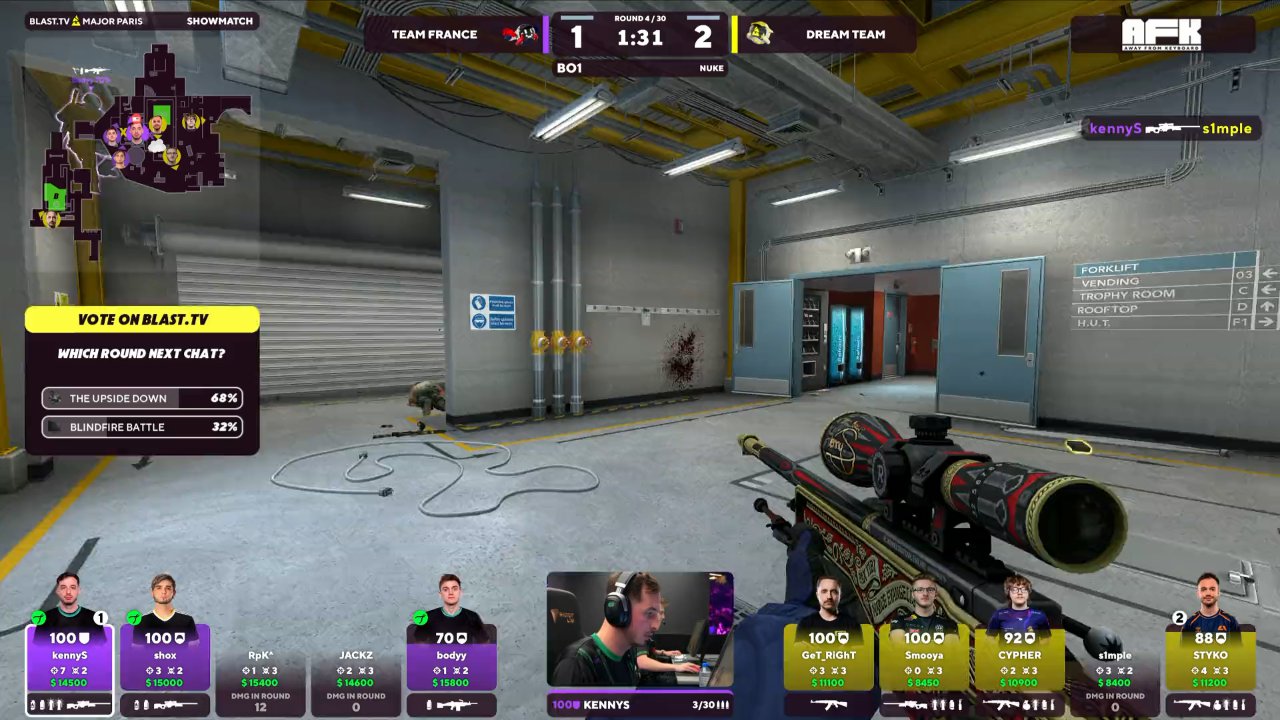 BLAST.TV MAJOR PARIS SHOWMATCH
TEAM FRANCE 1 ROUND 4 / 30 1:31 2 DREAM TEAM
BO1 NUKE
AFK
AWAY FROM KEYBOARD
kennyS s1mple
VOTE ON BLAST.TV
WHICH ROUND NEXT CHAT?
THE UPSIDE DOWN 68%
BLINDFIRE BATTLE 32%
FORKLIFT
VENDING 03
TROPHY ROOM C
ROOFTOP D
H.U.T. F1
1
100
kennyS
7 2
$14500
100
shox
3 2
$15000
RpK^
1 3
$15400
DMG IN ROUND
12
JACKZ
2 3
$14600
DMG IN ROUND
0
70
bodyy
1 2
$15800
100 KENNYS 3/30
100
GeT_RiGhT
3 3
$11100
100
Smooya
0 3
$8450
92
CYPHER
2 3
$10900
s1mple
3 2
$8400
DMG IN ROUND
0
2
88
STYKO
4 3
$11200